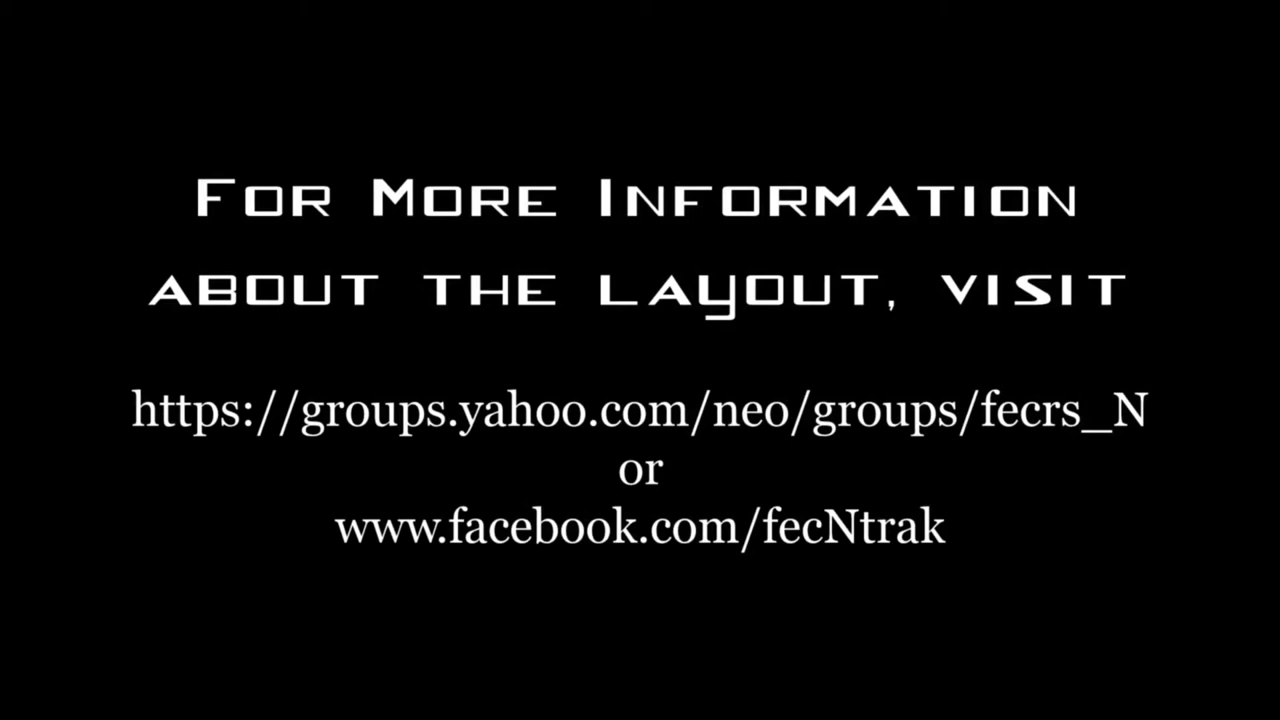 For More Information
about the layout, visit
https://groups.yahoo.com/neo/groups/fecrs_N
or
www.facebook.com/fecNtrak